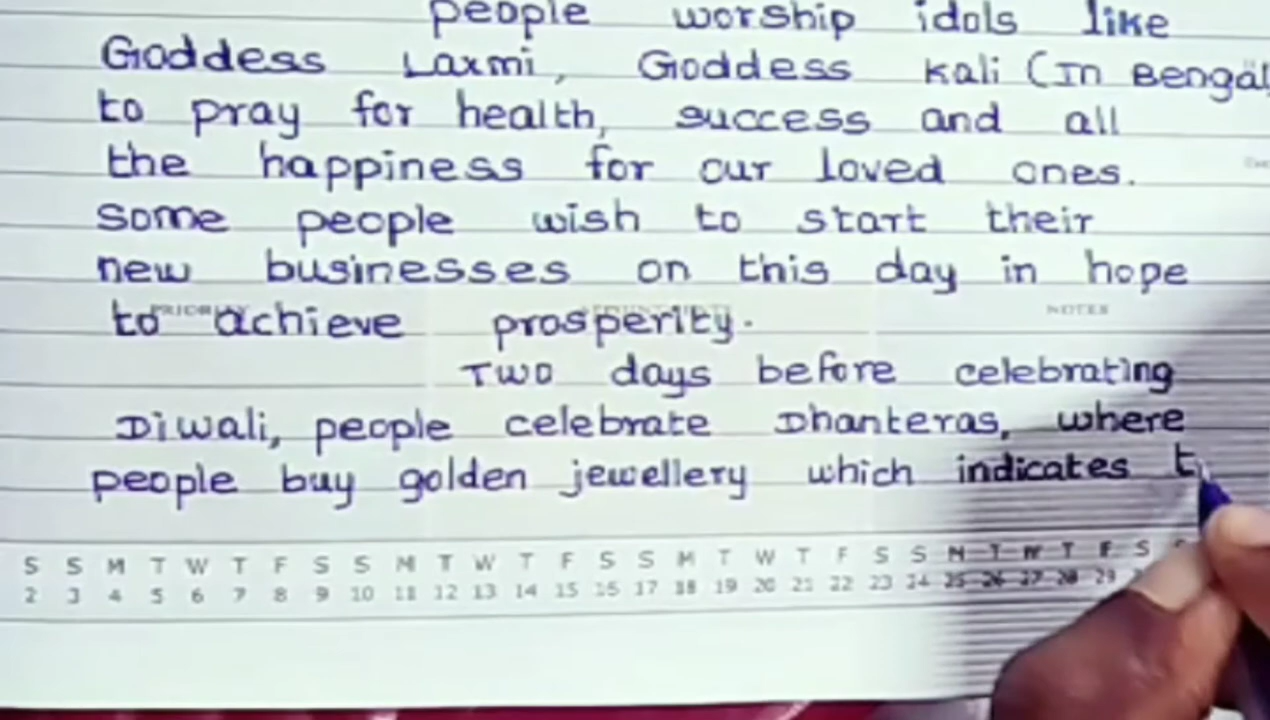 people worship idols like
Goddess Laxmi, Goddess Kali (In Bengal
to pray for health, success and all
the happiness for our loved ones.
some people wish to start their
new businesses on this day in hope
to achieve prosperity.
NOTES
Two days before celebrating
Diwali, people celebrate Dhanteras, where
people buy golden jewellery which indicates
S S M T W T F S S M T W T F S S M T W T F S S M T W T F S
2 3 4 5 6 7 8 9 10 11 12 13 14 15 16 17 18 19 20 21 22 23 24 25 26 27 28 29